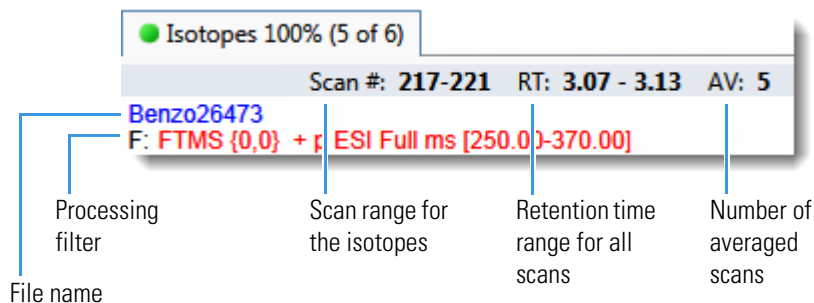 Isotopes 100% (5 of 6)
Scan #: 217-221 RT: 3.07 - 3.13 AV: 5
Benzo26473
F: FTMS {0,0} + p ESI Full ms [250.00-370.00]
Processing
filter
Scan range for
the isotopes
Retention time
range for all
scans
Number of
averaged
scans
File name